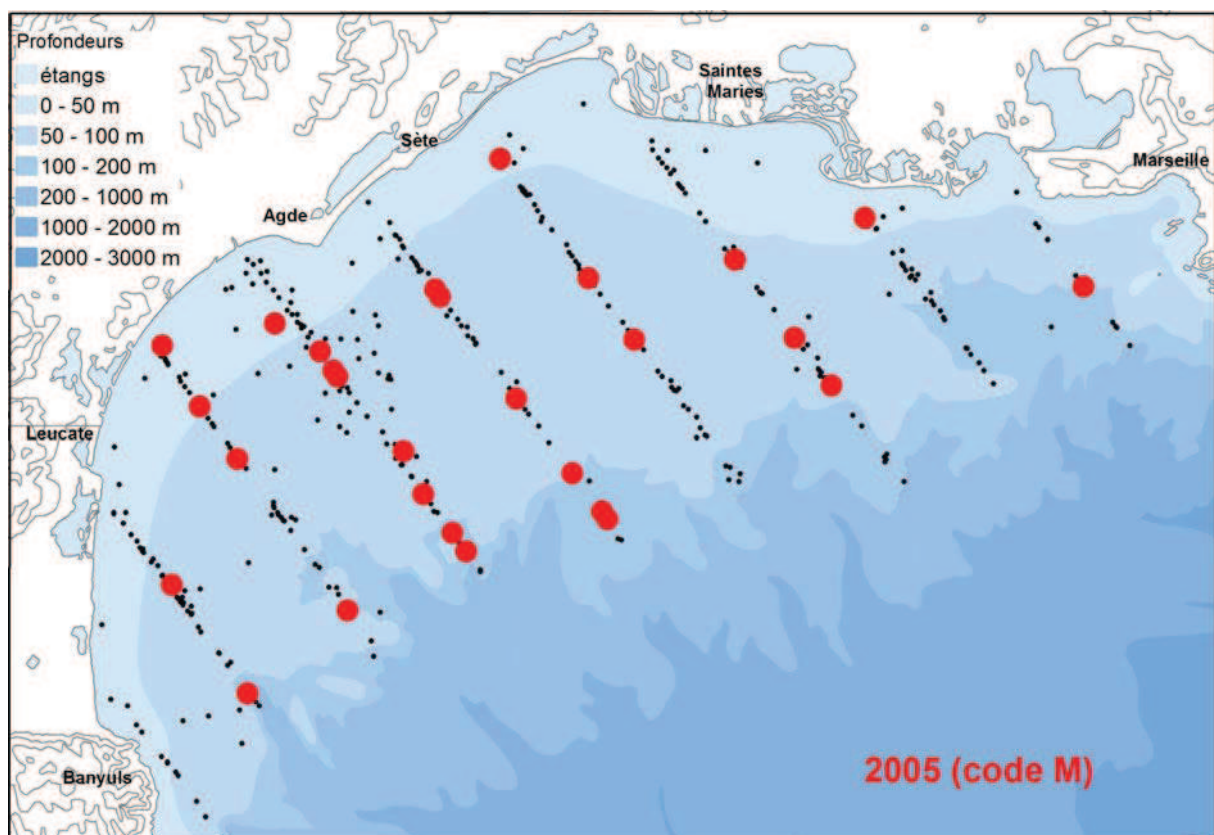 Profondeurs
étangs
0 - 50 m
50 - 100 m
100 - 200 m
200 - 1000 m
1000 - 2000 m
2000 - 3000 m
Saintes
Maries
Sète
Marseille
Agde
Leucate
Banyuls
2005 (code M)